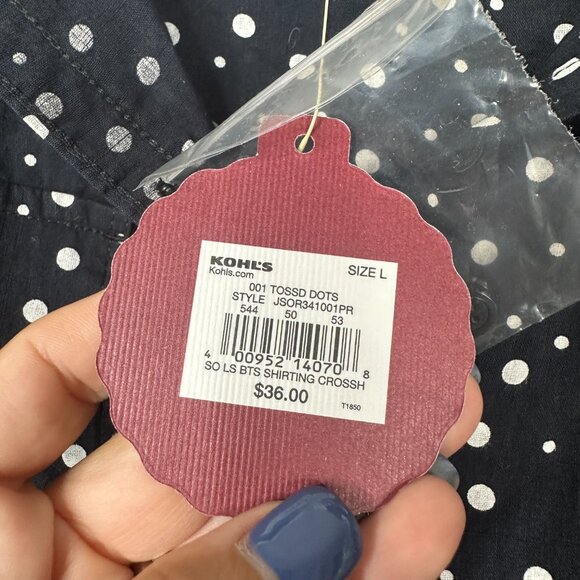 KOHL'S SIZE L
Kohls.com
001 TOSSD DOTS
STYLE JSOR341001PR
544 50 53
4 00952 14070 8
SO LS BTS SHIRTING CROSSH
$36.00
T1850